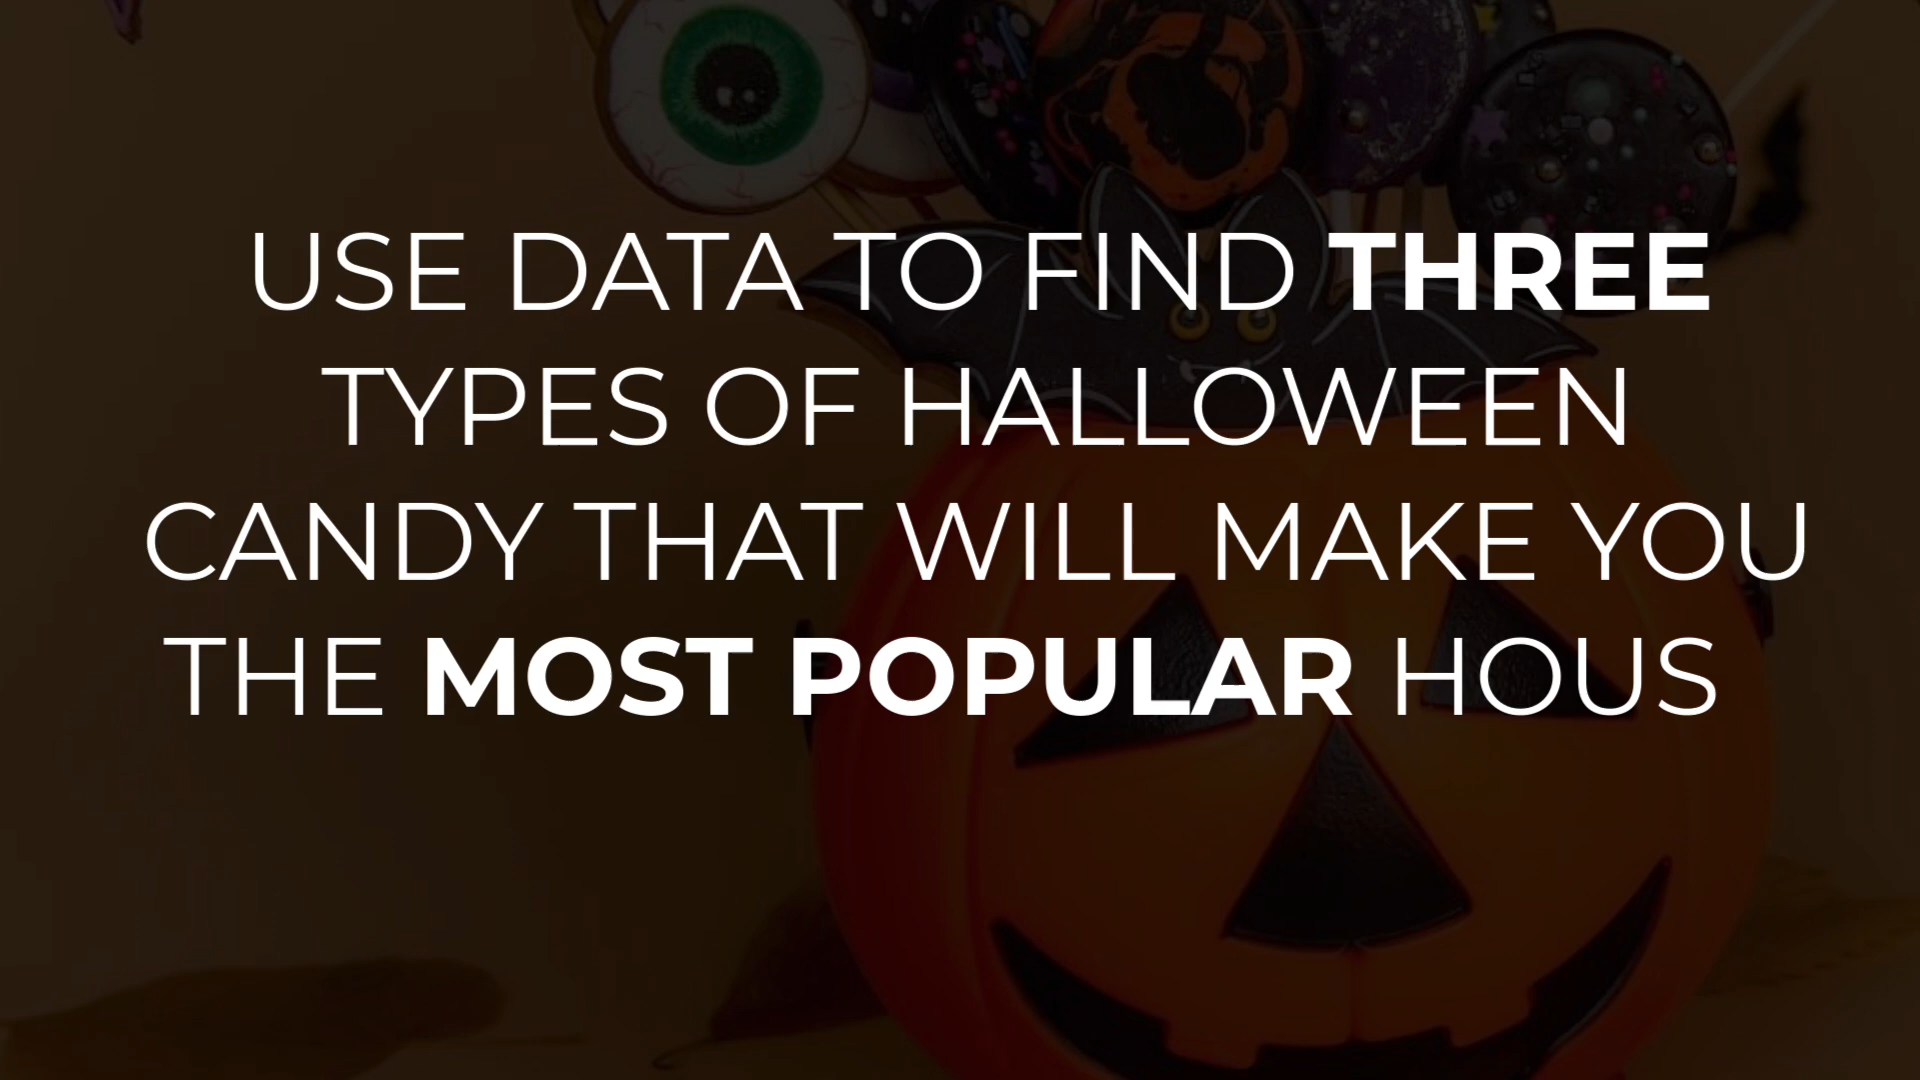 USE DATA TO FIND THREE
TYPES OF HALLOWEEN
CANDY THAT WILL MAKE YOU
THE MOST POPULAR HOUS